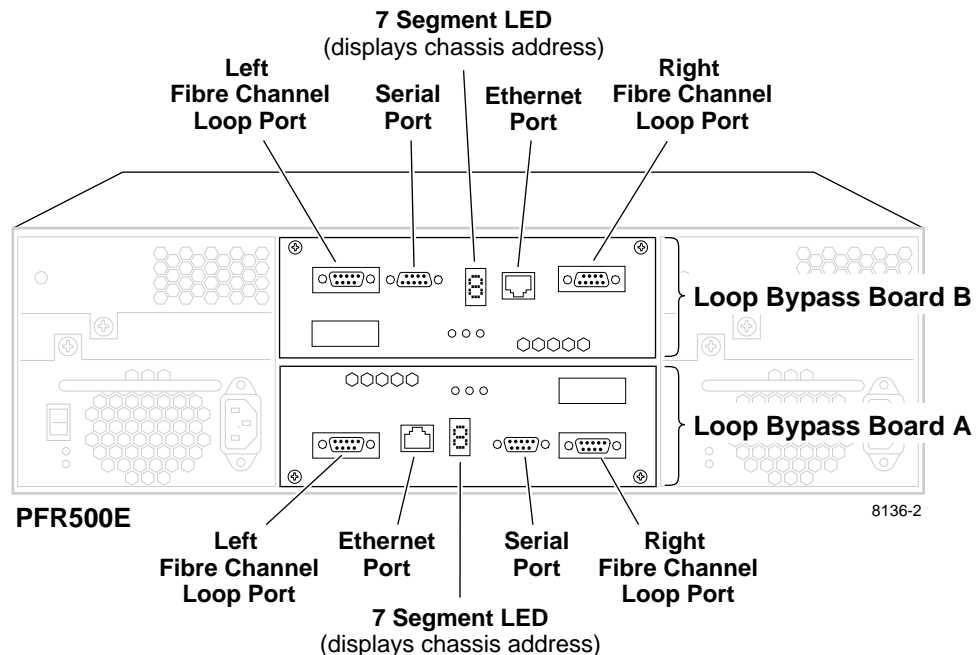 7 Segment LED
(displays chassis address)
Left
Fibre Channel
Loop Port
Serial
Port
Ethernet
Port
Right
Fibre Channel
Loop Port
Loop Bypass Board B
Loop Bypass Board A
PFR500E
8136-2
Left
Fibre Channel
Loop Port
Ethernet
Port
Serial
Port
Right
Fibre Channel
Loop Port
7 Segment LED
(displays chassis address)